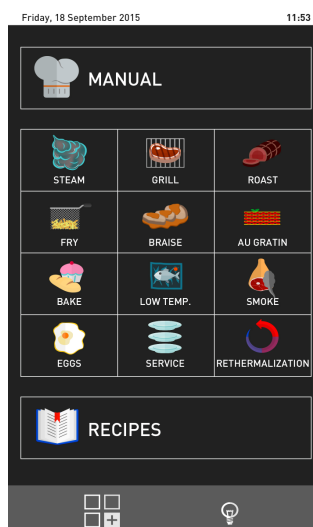 Friday, 18 September 2015 11:53
MANUAL
STEAM GRILL ROAST
FRY BRAISE AU GRATIN
BAKE LOW TEMP. SMOKE
EGGS SERVICE RETHERMALIZATION
RECIPES